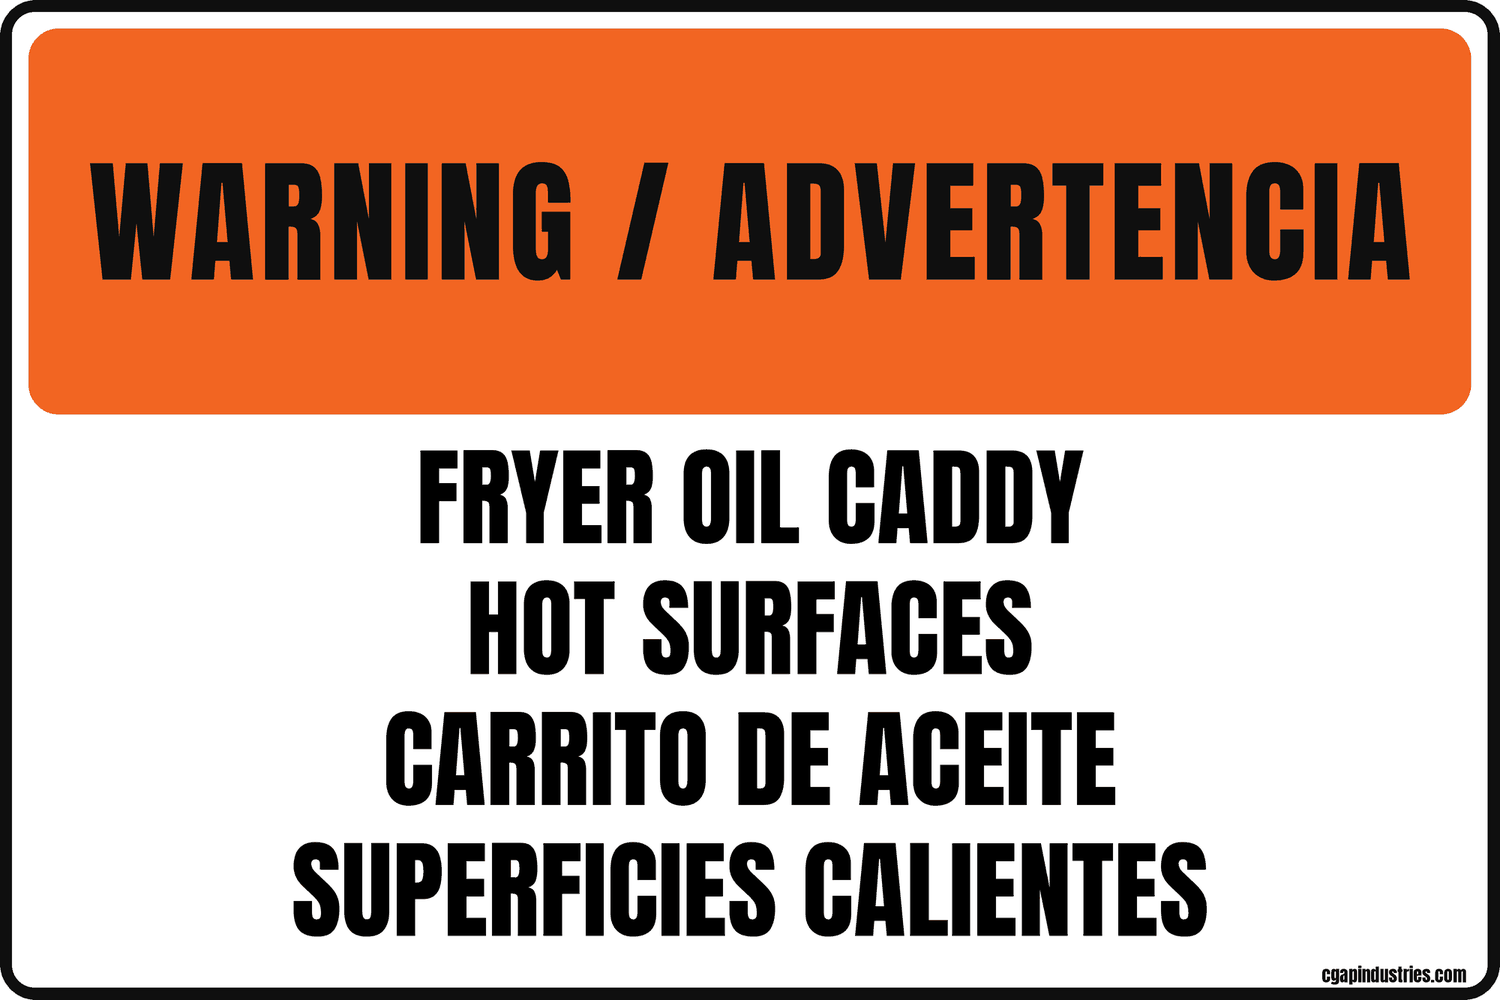 WARNING / ADVERTENCIA
FRYER OIL CADDY
HOT SURFACES
CARRITO DE ACEITE
SUPERFICIES CALIENTES
cgapindustries.com